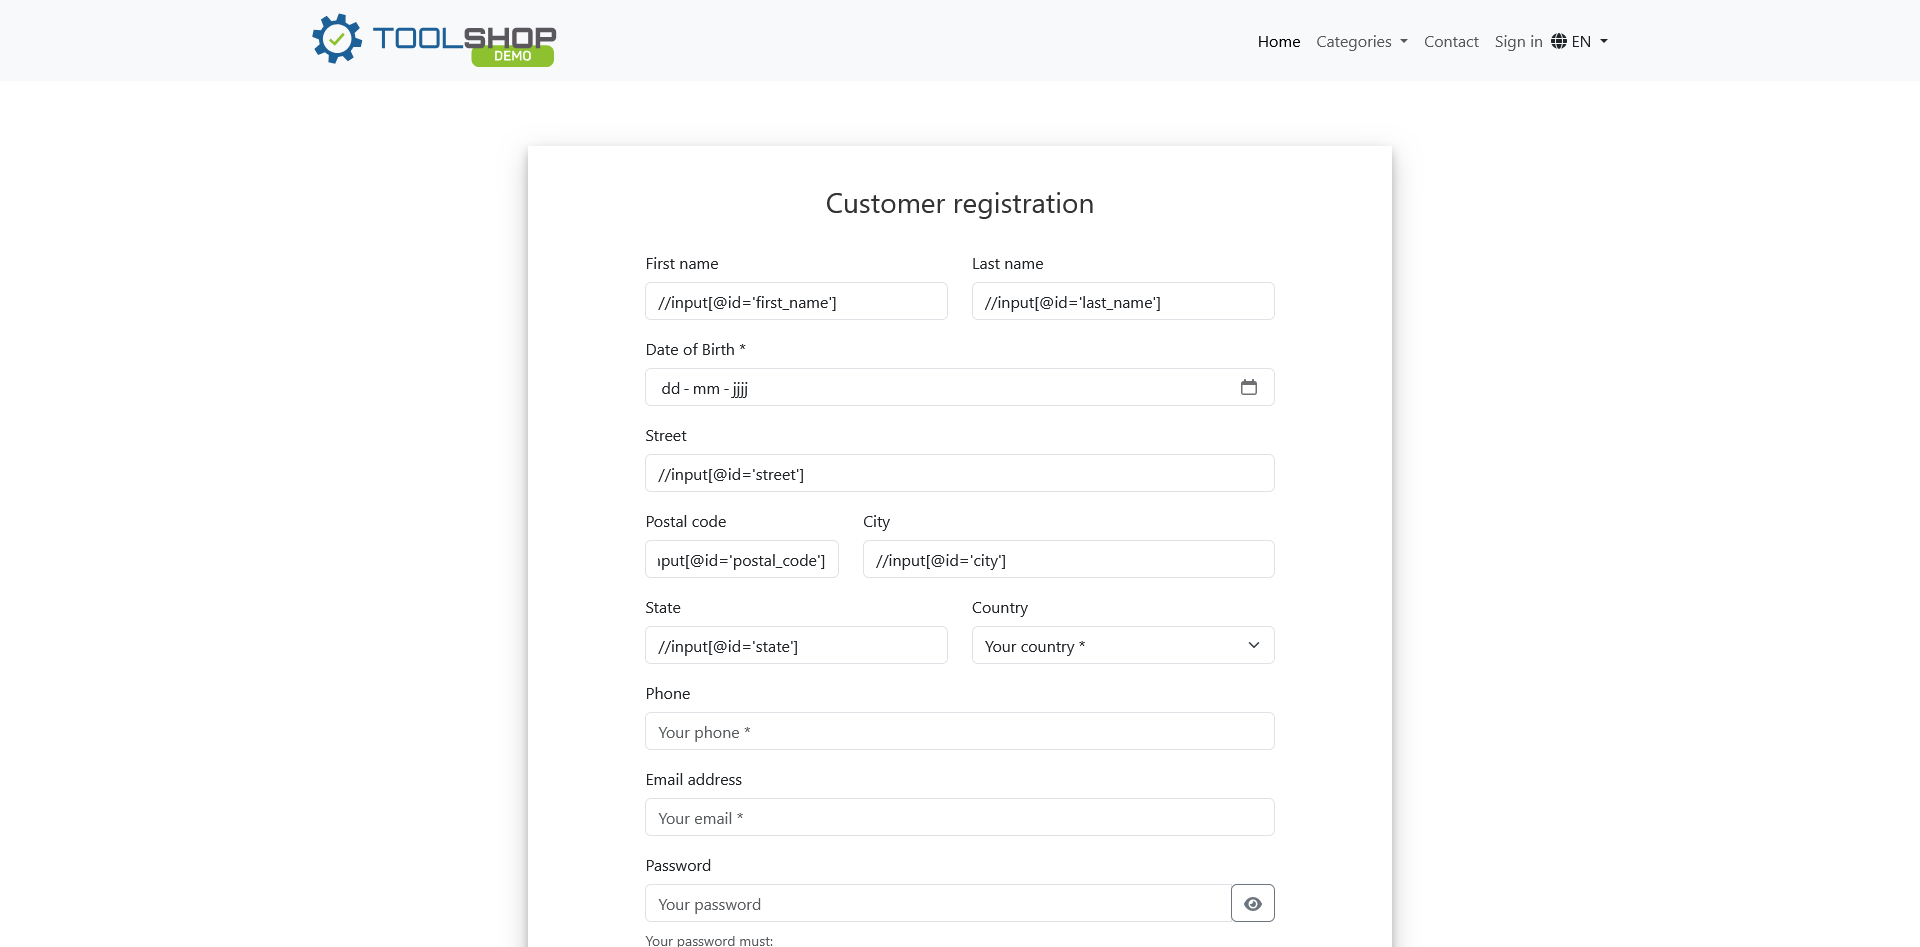 TOOLSHOP
DEMO
Home Categories Contact Sign in EN
Customer registration
First name Last name
//input[@id='first_name'] //input[@id='last_name']
Date of Birth *
dd - mm - jjjj
Street
//input[@id='street']
Postal code City
nput[@id='postal_code'] //input[@id='city']
State Country
//input[@id='state'] Your country *
Phone
Your phone *
Email address
Your email *
Password
Your password
Your password must: